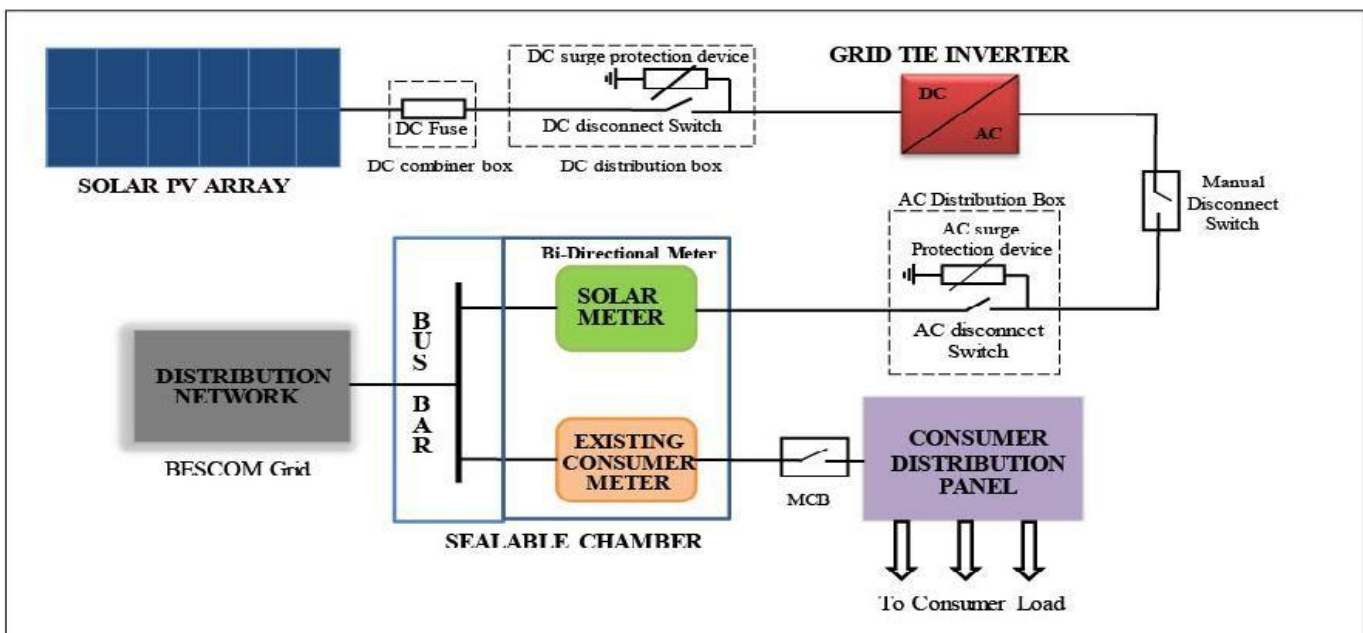 DC surge protection device
GRID TIE INVERTER
DC
AC
DC Fuse
DC disconnect Switch
DC combiner box
DC distribution box
SOLAR PV ARRAY
Manual
Disconnect
Switch
AC Distribution Box
AC surge
Protection device
AC disconnect
Switch
Bi-Directional Meter
SOLAR
METER
BUS
BAR
DISTRIBUTION
NETWORK
BESCOM Grid
EXISTING
CONSUMER
METER
MCB
CONSUMER
DISTRIBUTION
PANEL
SEALABLE CHAMBER
To Consumer Load